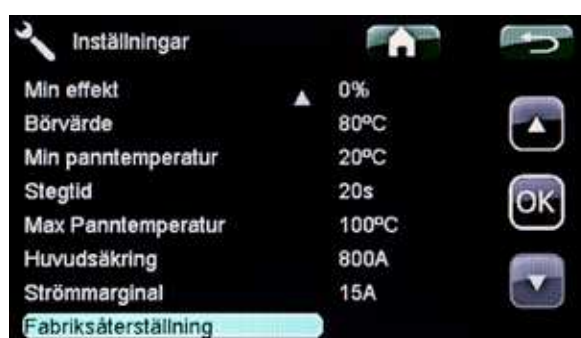 Inställningar
Min effekt 0%
Börvärde 80ºC
Min panntemperatur 20ºC
Stegtid 20s
Max Panntemperatur 100ºC
Huvudsäkring 800A
Strömmarginal 15A
Fabriksåterställning
OK